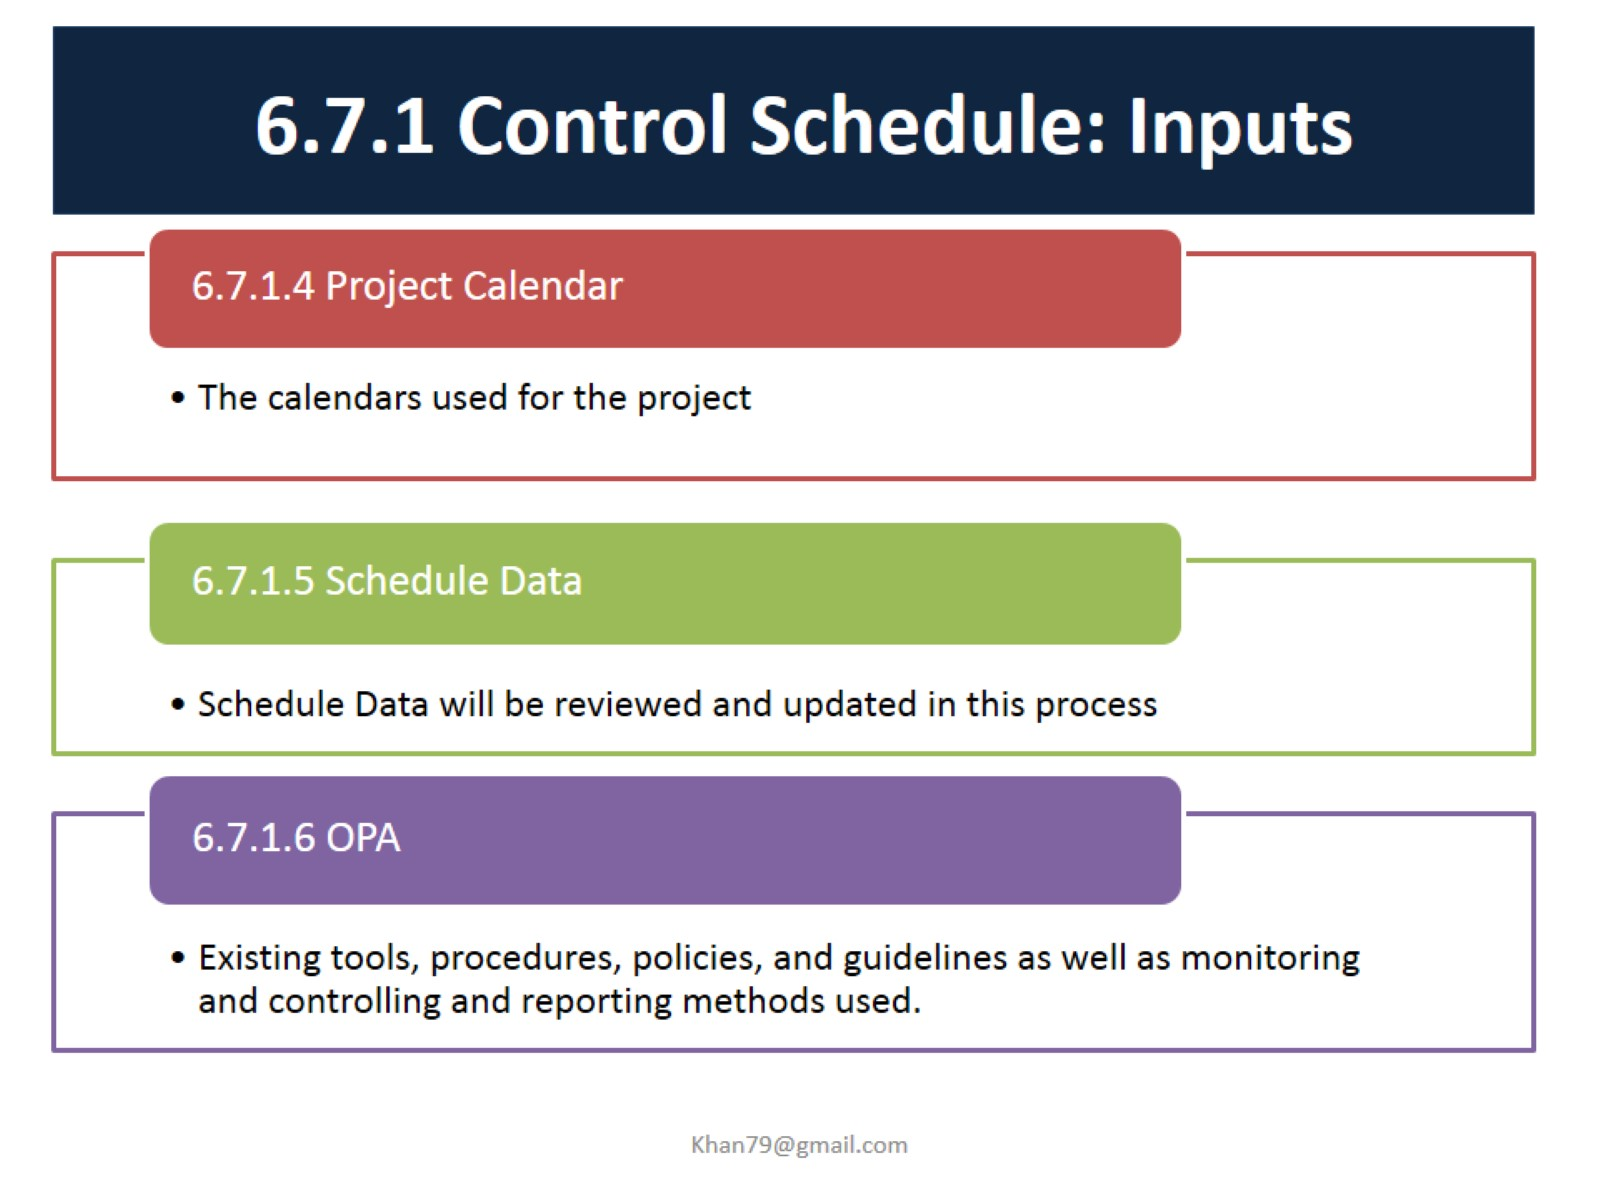 6.7.1 Control Schedule: Inputs
6.7.1.4 Project Calendar
• The calendars used for the project
6.7.1.5 Schedule Data
• Schedule Data will be reviewed and updated in this process
6.7.1.6 OPA
• Existing tools, procedures, policies, and guidelines as well as monitoring
and controlling and reporting methods used.
Khan79@gmail.com